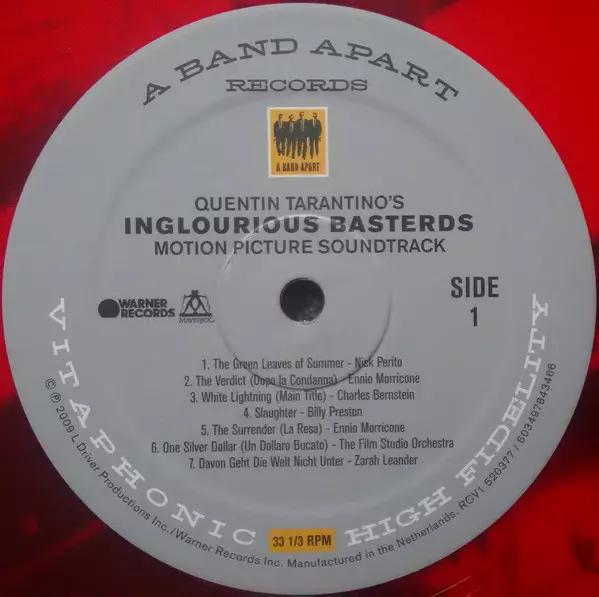 A BAND APART
RECORDS
A BAND APART
QUENTIN TARANTINO'S
INGLOURIOUS BASTERDS
MOTION PICTURE SOUNDTRACK
SIDE
1
WARNER
RECORDS
MAVERICK
1. The Green Leaves of Summer - Nick Perito
2. The Verdict (Dopo la Condanna) - Ennio Morricone
3. White Lightning (Main Title) - Charles Bernstein
4. Slaughter - Billy Preston
5. The Surrender (La Resa) - Ennio Morricone
6. One Silver Dollar (Un Dollaro Bucato) - The Film Studio Orchestra
7. Davon Geht Die Welt Nicht Unter - Zarah Leander
VITAPHONIC HIGH FIDELITY
33 1/3 RPM
© ℗ 2009 L Driver Productions Inc./Warner Records Inc. Manufactured in the Netherlands. RCV1 520377 / 603497843466